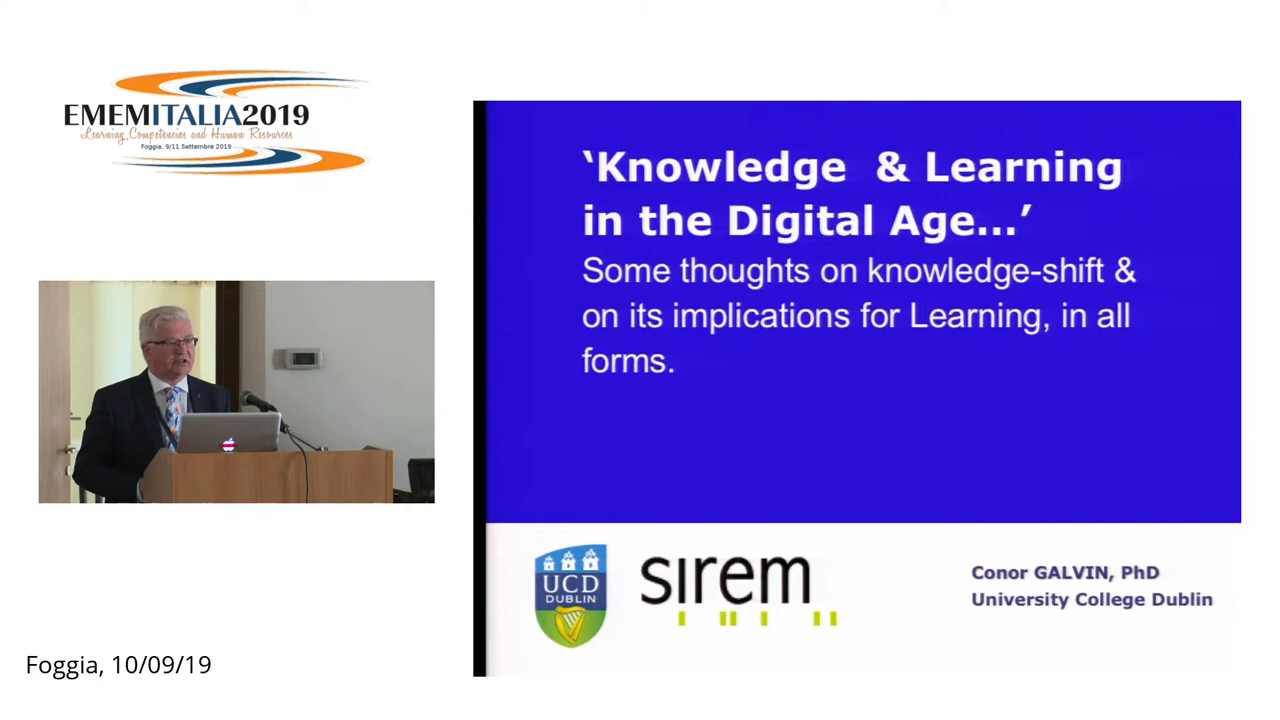 EMEMITALIA2019
Learning, Competencies and Human Resources
Foggia, 9/11 Settembre 2019
‘Knowledge & Learning
in the Digital Age...’
Some thoughts on knowledge-shift &
on its implications for Learning, in all
forms.
UCD
DUBLIN
sırem
Conor GALVIN, PhD
University College Dublin
Foggia, 10/09/19